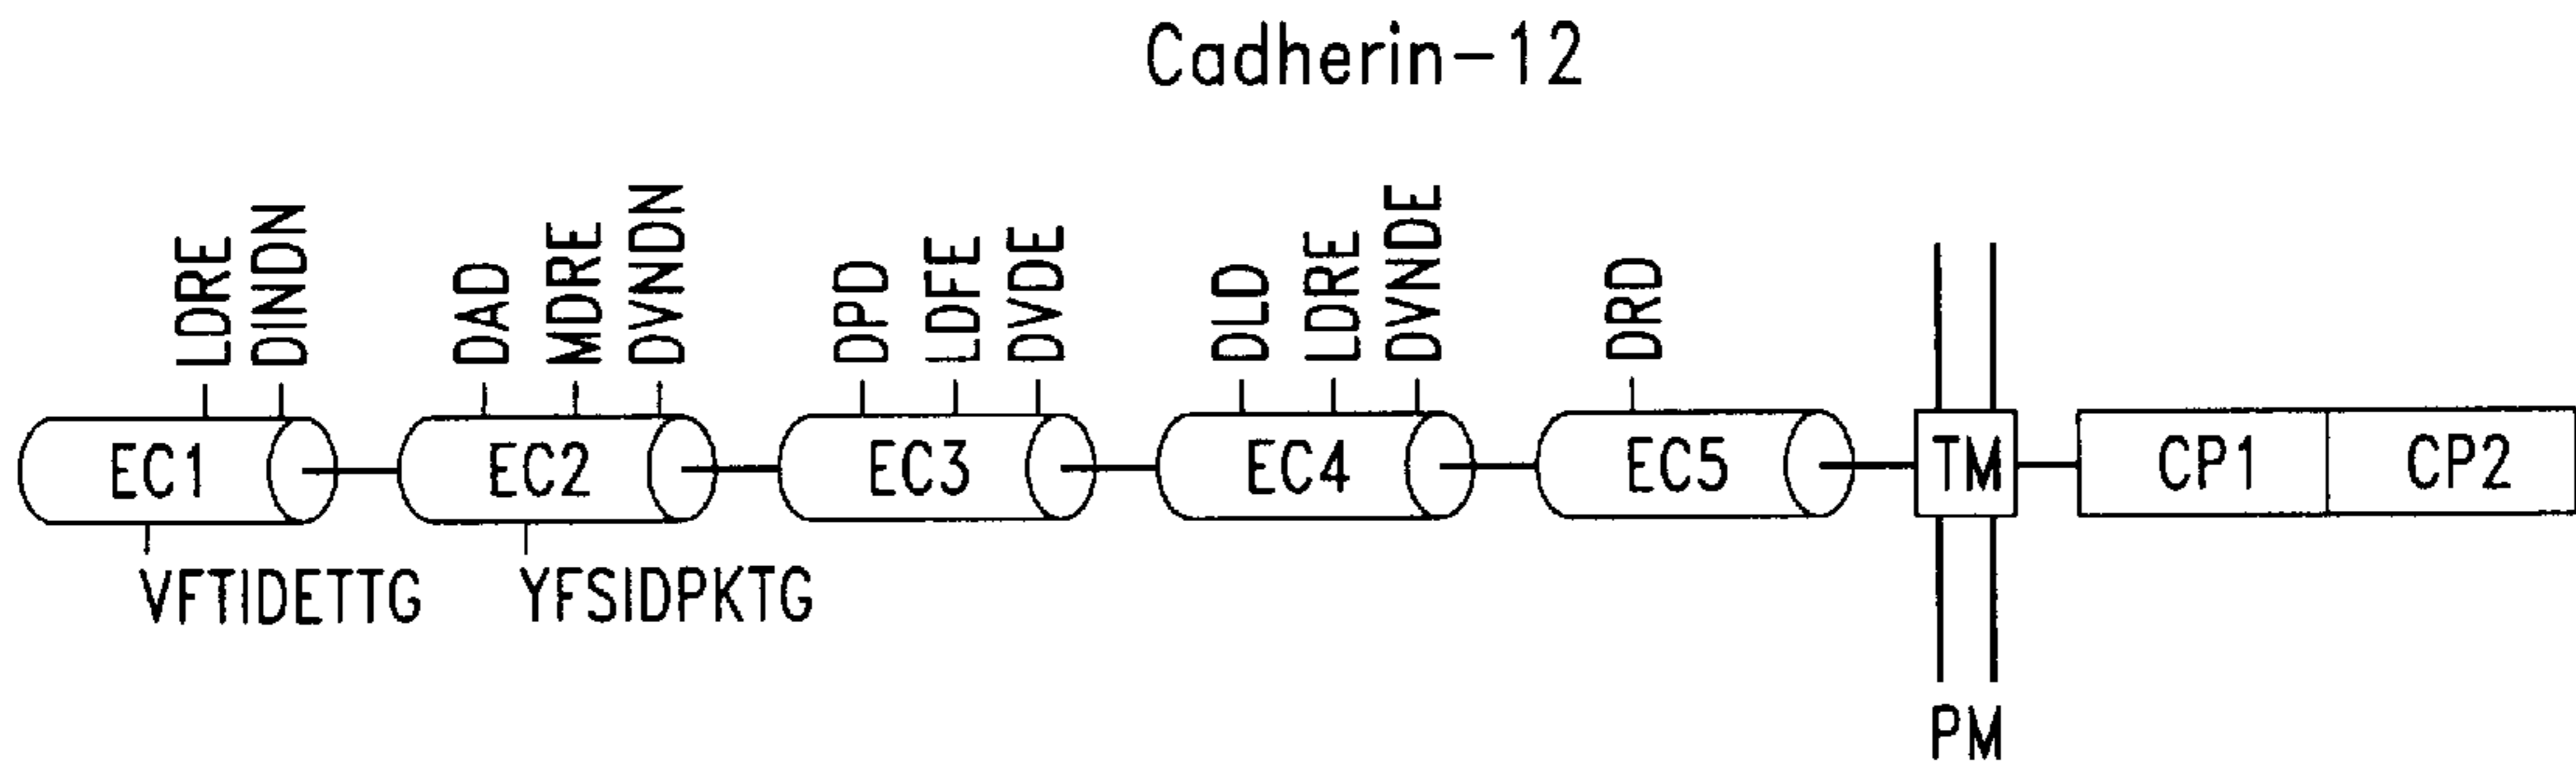 Cadherin-12
LDRE
DINDN
DAD
MDRE
DVNDN
DPD
LDFE
DVDE
DLD
LDRE
DVNDE
DRD
EC1
EC2
EC3
EC4
EC5
TM
CP1
CP2
VFTIDETTG
YFSIDPKTG
PM